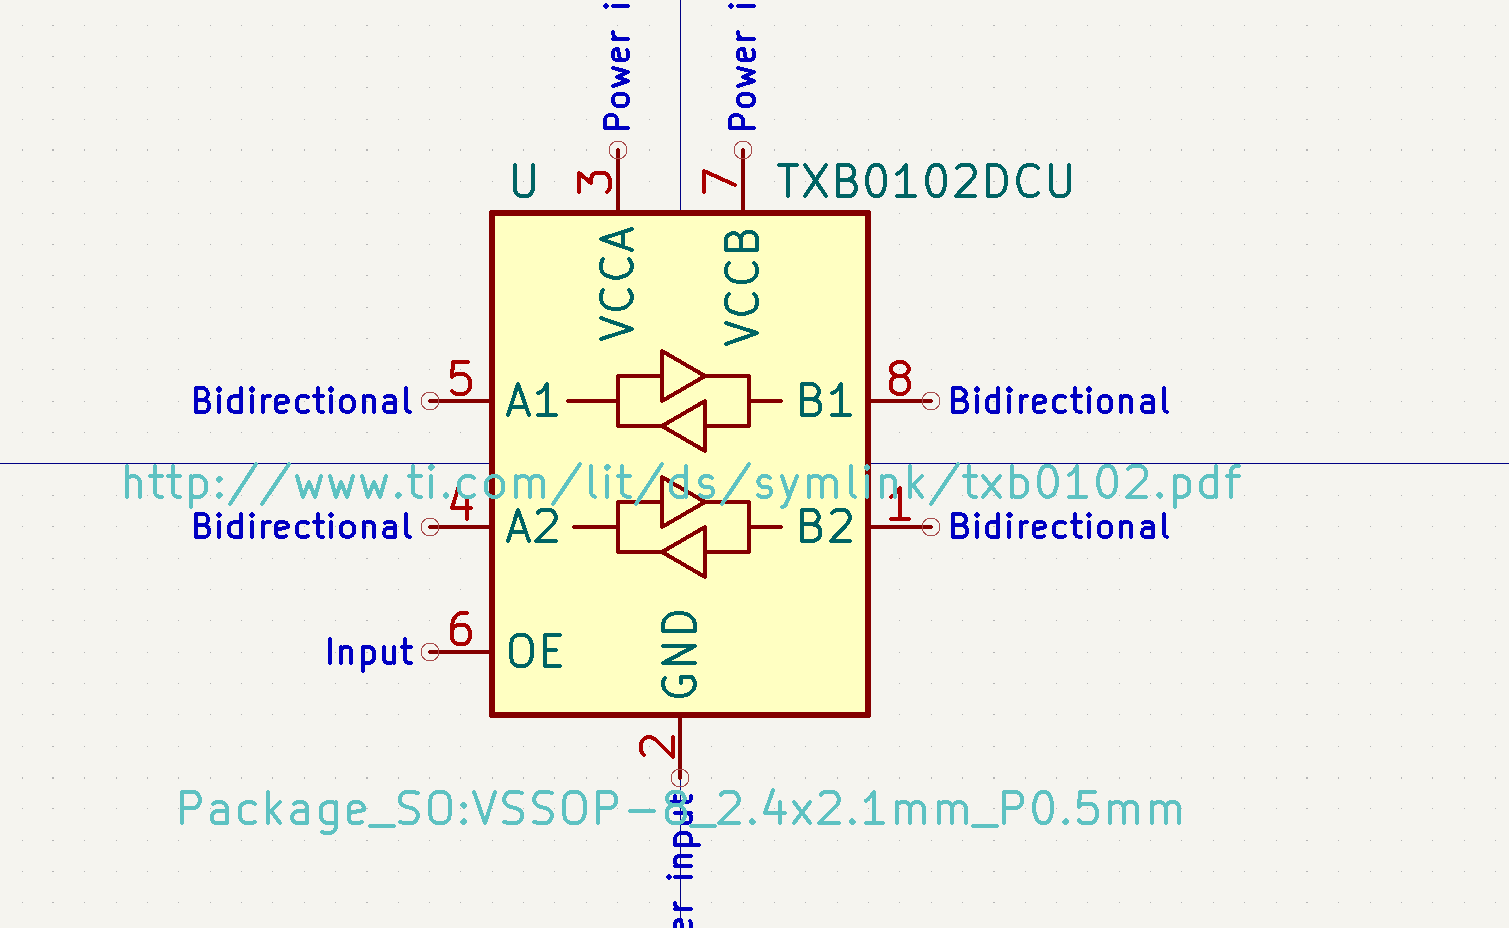 Power i
Power i
U
3
7
TXB0102DCU
VCCA
VCCB
Bidirectional
5
A1
B1
8
Bidirectional
http://www.ti.com/lit/ds/symlink/txb0102.pdf
Bidirectional
4
A2
B2
1
Bidirectional
Input
6
OE
GND
2
Package_SO:VSSOP-8_2.4x2.1mm_P0.5mm
er input